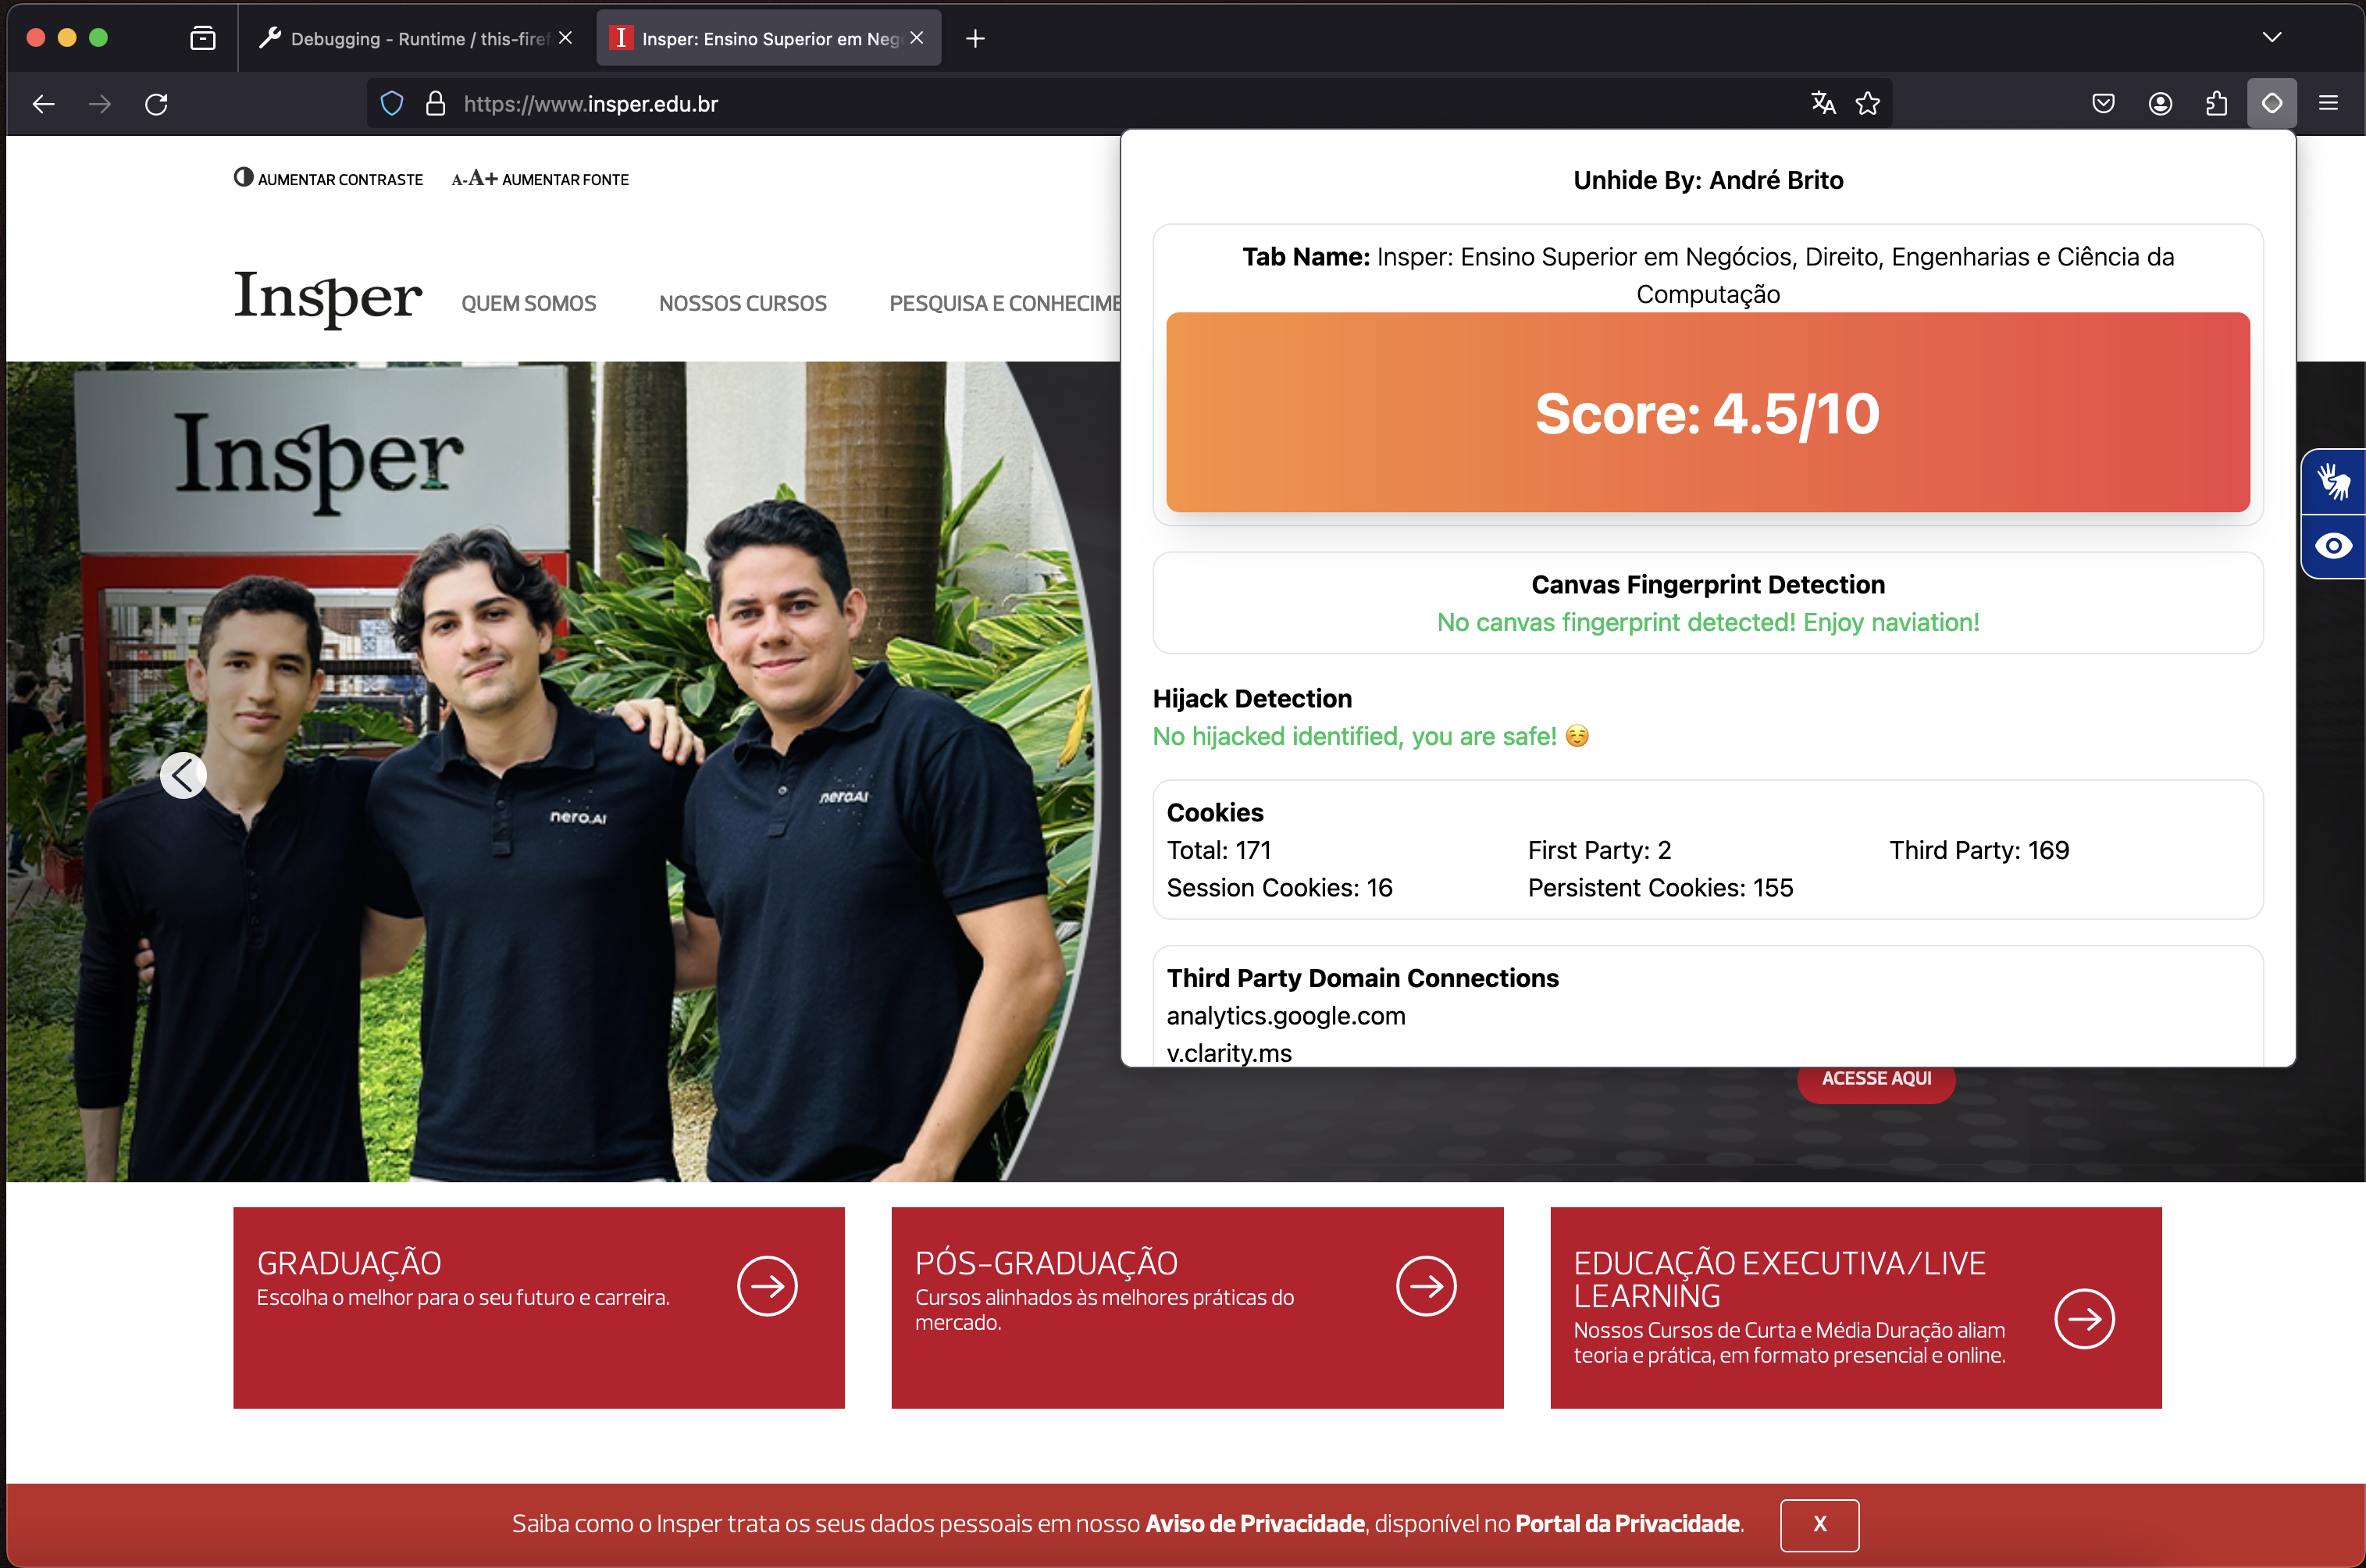 Debugging - Runtime / this-firef
Insper: Ensino Superior em Neg
https://www.insper.edu.br
AUMENTAR CONTRASTE
A-A+ AUMENTAR FONTE
Insper
QUEM SOMOS
NOSSOS CURSOS
PESQUISA E CONHECIME
Insper
nero.AI
nero.AI
Unhide By: André Brito
Tab Name: Insper: Ensino Superior em Negócios, Direito, Engenharias e Ciência da
Computação
Score: 4.5/10
Canvas Fingerprint Detection
No canvas fingerprint detected! Enjoy naviation!
Hijack Detection
No hijacked identified, you are safe! ☺️
Cookies
Total: 171
First Party: 2
Third Party: 169
Session Cookies: 16
Persistent Cookies: 155
Third Party Domain Connections
analytics.google.com
v.clarity.ms
ACESSE AQUI
GRADUAÇÃO
Escolha o melhor para o seu futuro e carreira.
PÓS-GRADUAÇÃO
Cursos alinhados às melhores práticas do
mercado.
EDUCAÇÃO EXECUTIVA/LIVE
LEARNING
Nossos Cursos de Curta e Média Duração aliam
teoria e prática, em formato presencial e online.
Saiba como o Insper trata os seus dados pessoais em nosso Aviso de Privacidade, disponível no Portal da Privacidade.
X